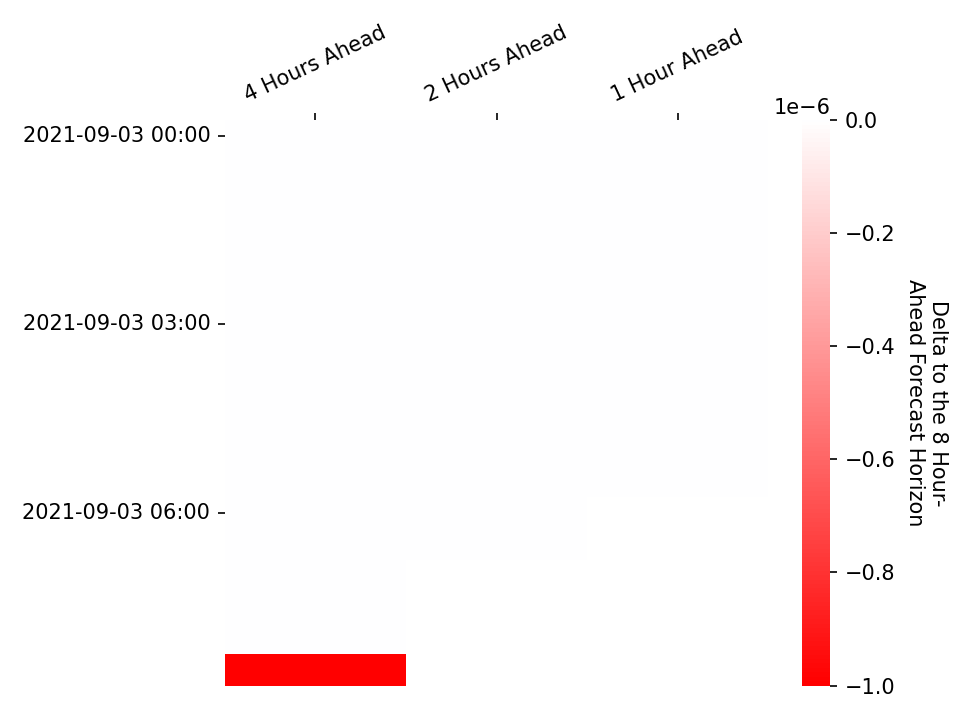 4 Hours Ahead
2 Hours Ahead
1 Hour Ahead
2021-09-03 00:00
2021-09-03 03:00
2021-09-03 06:00
1e−6
0.0
−0.2
−0.4
−0.6
−0.8
−1.0
Delta to the 8 Hour-
Ahead Forecast Horizon